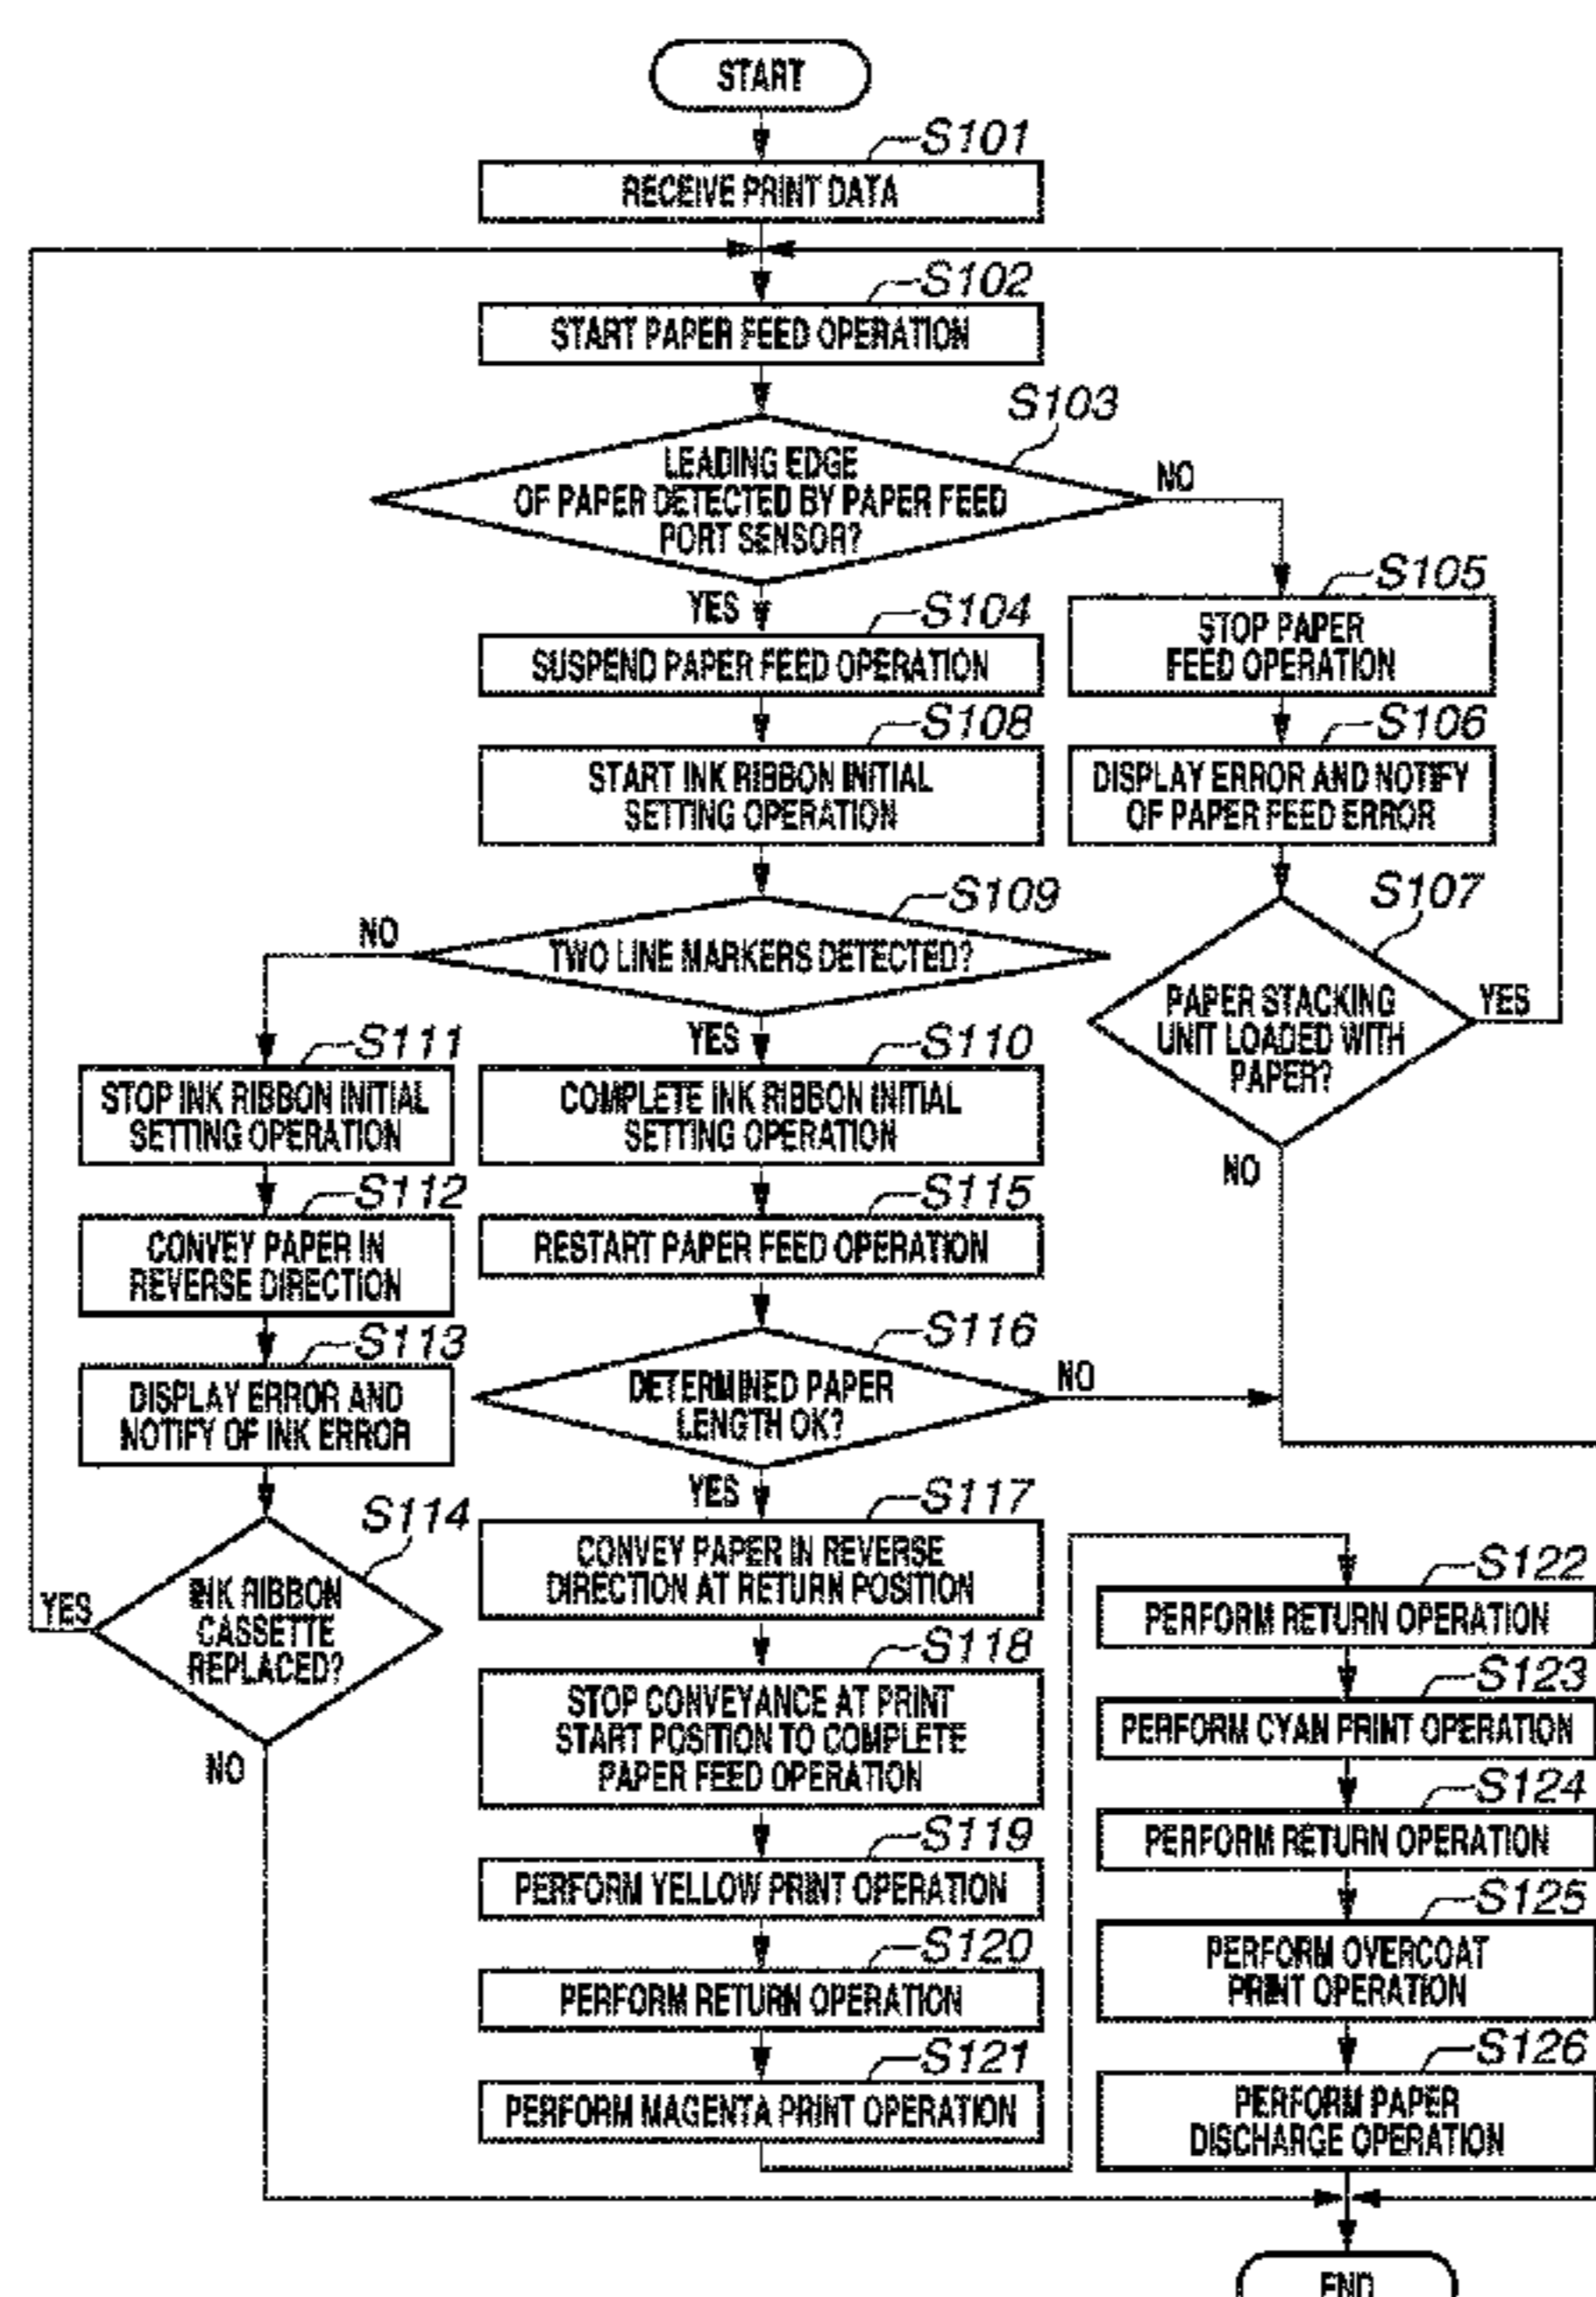 START
S101
RECEIVE PRINT DATA
S102
START PAPER FEED OPERATION
S103
LEADING EDGE
OF PAPER DETECTED BY PAPER FEED
PORT SENSOR?
NO
YES
S104
SUSPEND PAPER FEED OPERATION
S105
STOP PAPER
FEED OPERATION
S108
START INK RIBBON INITIAL
SETTING OPERATION
S106
DISPLAY ERROR AND NOTIFY
OF PAPER FEED ERROR
S109
TWO LINE MARKERS DETECTED?
NO
YES
S107
PAPER STACKING
UNIT LOADED WITH
PAPER?
YES
NO
S111
STOP INK RIBBON INITIAL
SETTING OPERATION
S110
COMPLETE INK RIBBON INITIAL
SETTING OPERATION
S112
CONVEY PAPER IN
REVERSE DIRECTION
S115
RESTART PAPER FEED OPERATION
S113
DISPLAY ERROR AND
NOTIFY OF INK ERROR
S116
DETERMINED PAPER
LENGTH OK?
NO
YES
S114
INK RIBBON
CASSETTE
REPLACED?
YES
NO
S117
CONVEY PAPER IN REVERSE
DIRECTION AT RETURN POSITION
S118
STOP CONVEYANCE AT PRINT
START POSITION TO COMPLETE
PAPER FEED OPERATION
S119
PERFORM YELLOW PRINT OPERATION
S120
PERFORM RETURN OPERATION
S121
PERFORM MAGENTA PRINT OPERATION
S122
PERFORM RETURN OPERATION
S123
PERFORM CYAN PRINT OPERATION
S124
PERFORM RETURN OPERATION
S125
PERFORM OVERCOAT
PRINT OPERATION
S126
PERFORM PAPER
DISCHARGE OPERATION
END